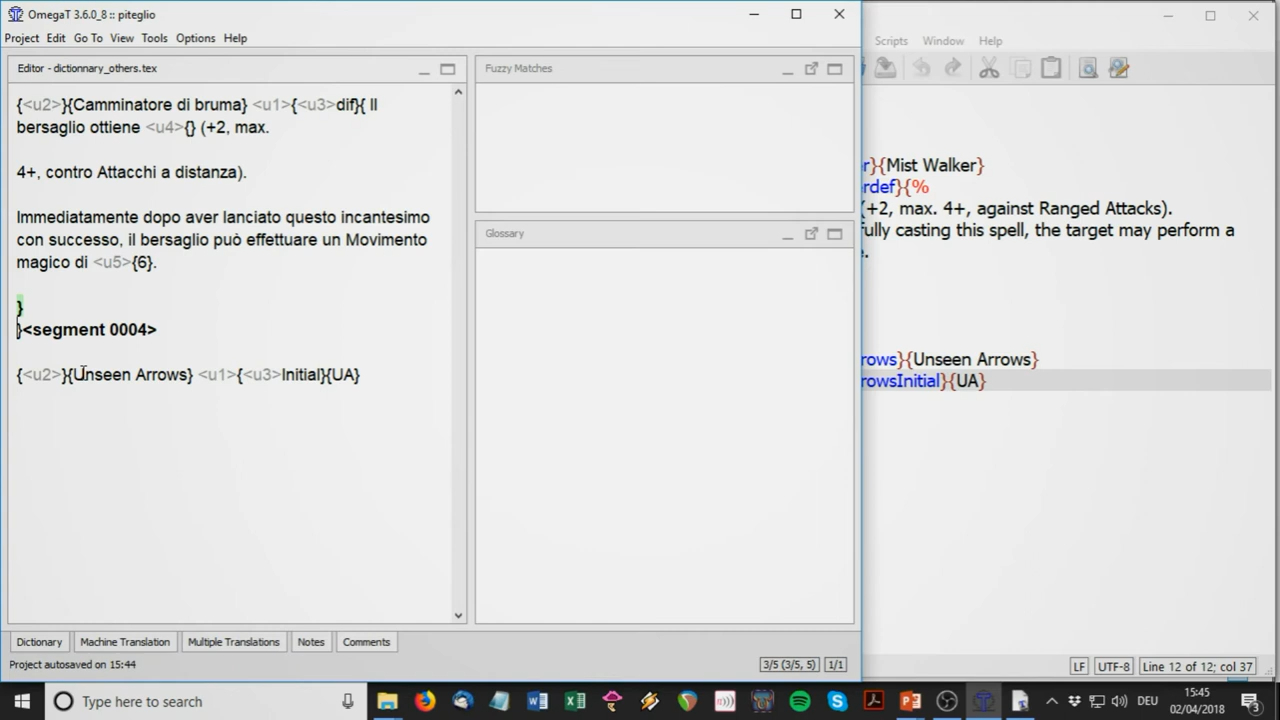 OmegaT 3.6.0_8 :: piteglio
Project Edit Go To View Tools Options Help
Scripts Window Help
Editor - dictionnary_others.tex
Fuzzy Matches
{<u2>}{Camminatore di bruma} <u1>{<u3>dif}{ Il
bersaglio ottiene <u4>{} (+2, max.
4+, contro Attacchi a distanza).
Immediatamente dopo aver lanciato questo incantesimo
con successo, il bersaglio può effettuare un Movimento
magico di <u5>{6}.
}
}<segment 0004>
{<u2>}{Unseen Arrows} <u1>{<u3>Initial}{UA}
Glossary
r}{Mist Walker}
erdef}{%
(+2, max. 4+, against Ranged Attacks).
fully casting this spell, the target may perform a
e.
rows}{Unseen Arrows}
rowsInitial}{UA}
Dictionary Machine Translation Multiple Translations Notes Comments
Project autosaved on 15:44
3/5 (3/5, 5) 1/1
LF UTF-8 Line 12 of 12; col 37
Type here to search
DEU
15:45
02/04/2018
3